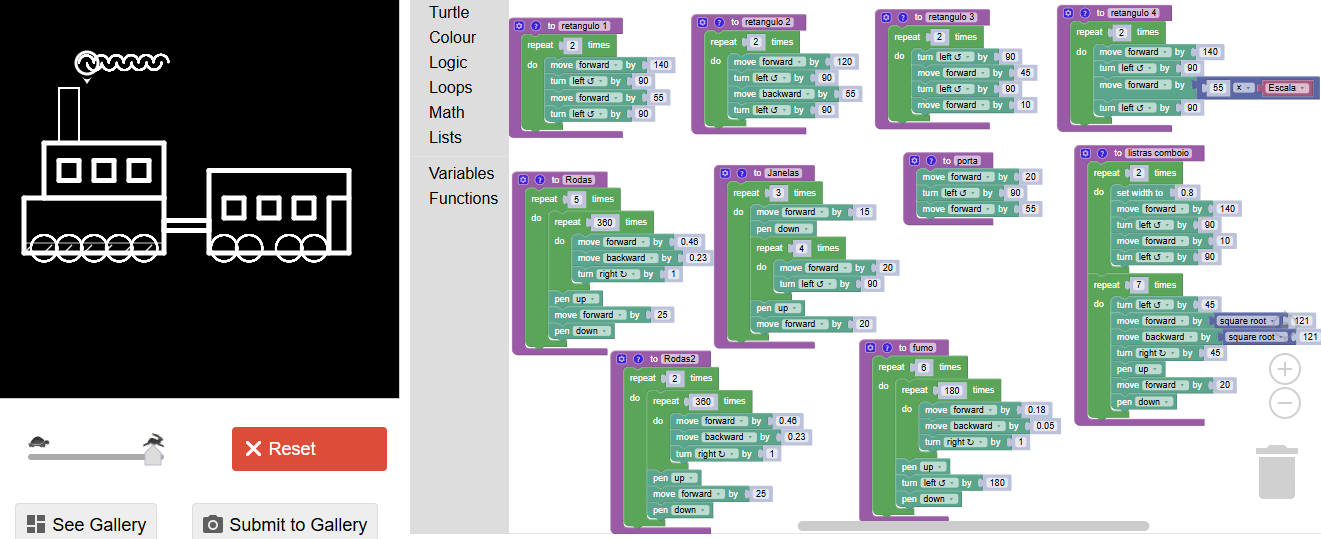 Turtle
Colour
Logic
Loops
Math
Lists
Variables
Functions
Reset
See Gallery
Submit to Gallery
? to retangulo 1
repeat 2 times
do move forward by 140
turn left ↺ by 90
move forward by 55
turn left ↺ by 90
? to retangulo 2
repeat 2 times
do move forward by 120
turn left ↺ by 90
move backward by 55
turn left ↺ by 90
? to retangulo 3
repeat 2 times
do turn left ↺ by 90
move forward by 45
turn left ↺ by 90
move forward by 10
? to retangulo 4
repeat 2 times
do move forward by 140
turn left ↺ by 90
move forward by 55 × Escala
turn left ↺ by 90
? to Rodas
repeat 5 times
do repeat 360 times
do move forward by 0.46
move backward by 0.23
turn right ↻ by 1
pen up
move forward by 25
pen down
? to Janelas
repeat 3 times
do move forward by 15
pen down
repeat 4 times
do move forward by 20
turn left ↺ by 90
pen up
move forward by 20
? to porta
move forward by 20
turn left ↺ by 90
move forward by 55
? to listras comboio
repeat 2 times
do set width to 0.8
move forward by 140
turn left ↺ by 90
move forward by 10
turn left ↺ by 90
repeat 7 times
do turn left ↺ by 45
move forward by square root 121
move backward by square root 121
turn right ↻ by 45
pen up
move forward by 20
pen down
? to Rodas2
repeat 2 times
do repeat 360 times
do move forward by 0.46
move backward by 0.23
turn right ↻ by 1
pen up
move forward by 25
pen down
? to fumo
repeat 6 times
do repeat 180 times
do move forward by 0.18
move backward by 0.05
turn right ↻ by 1
pen up
turn left ↺ by 180
pen down